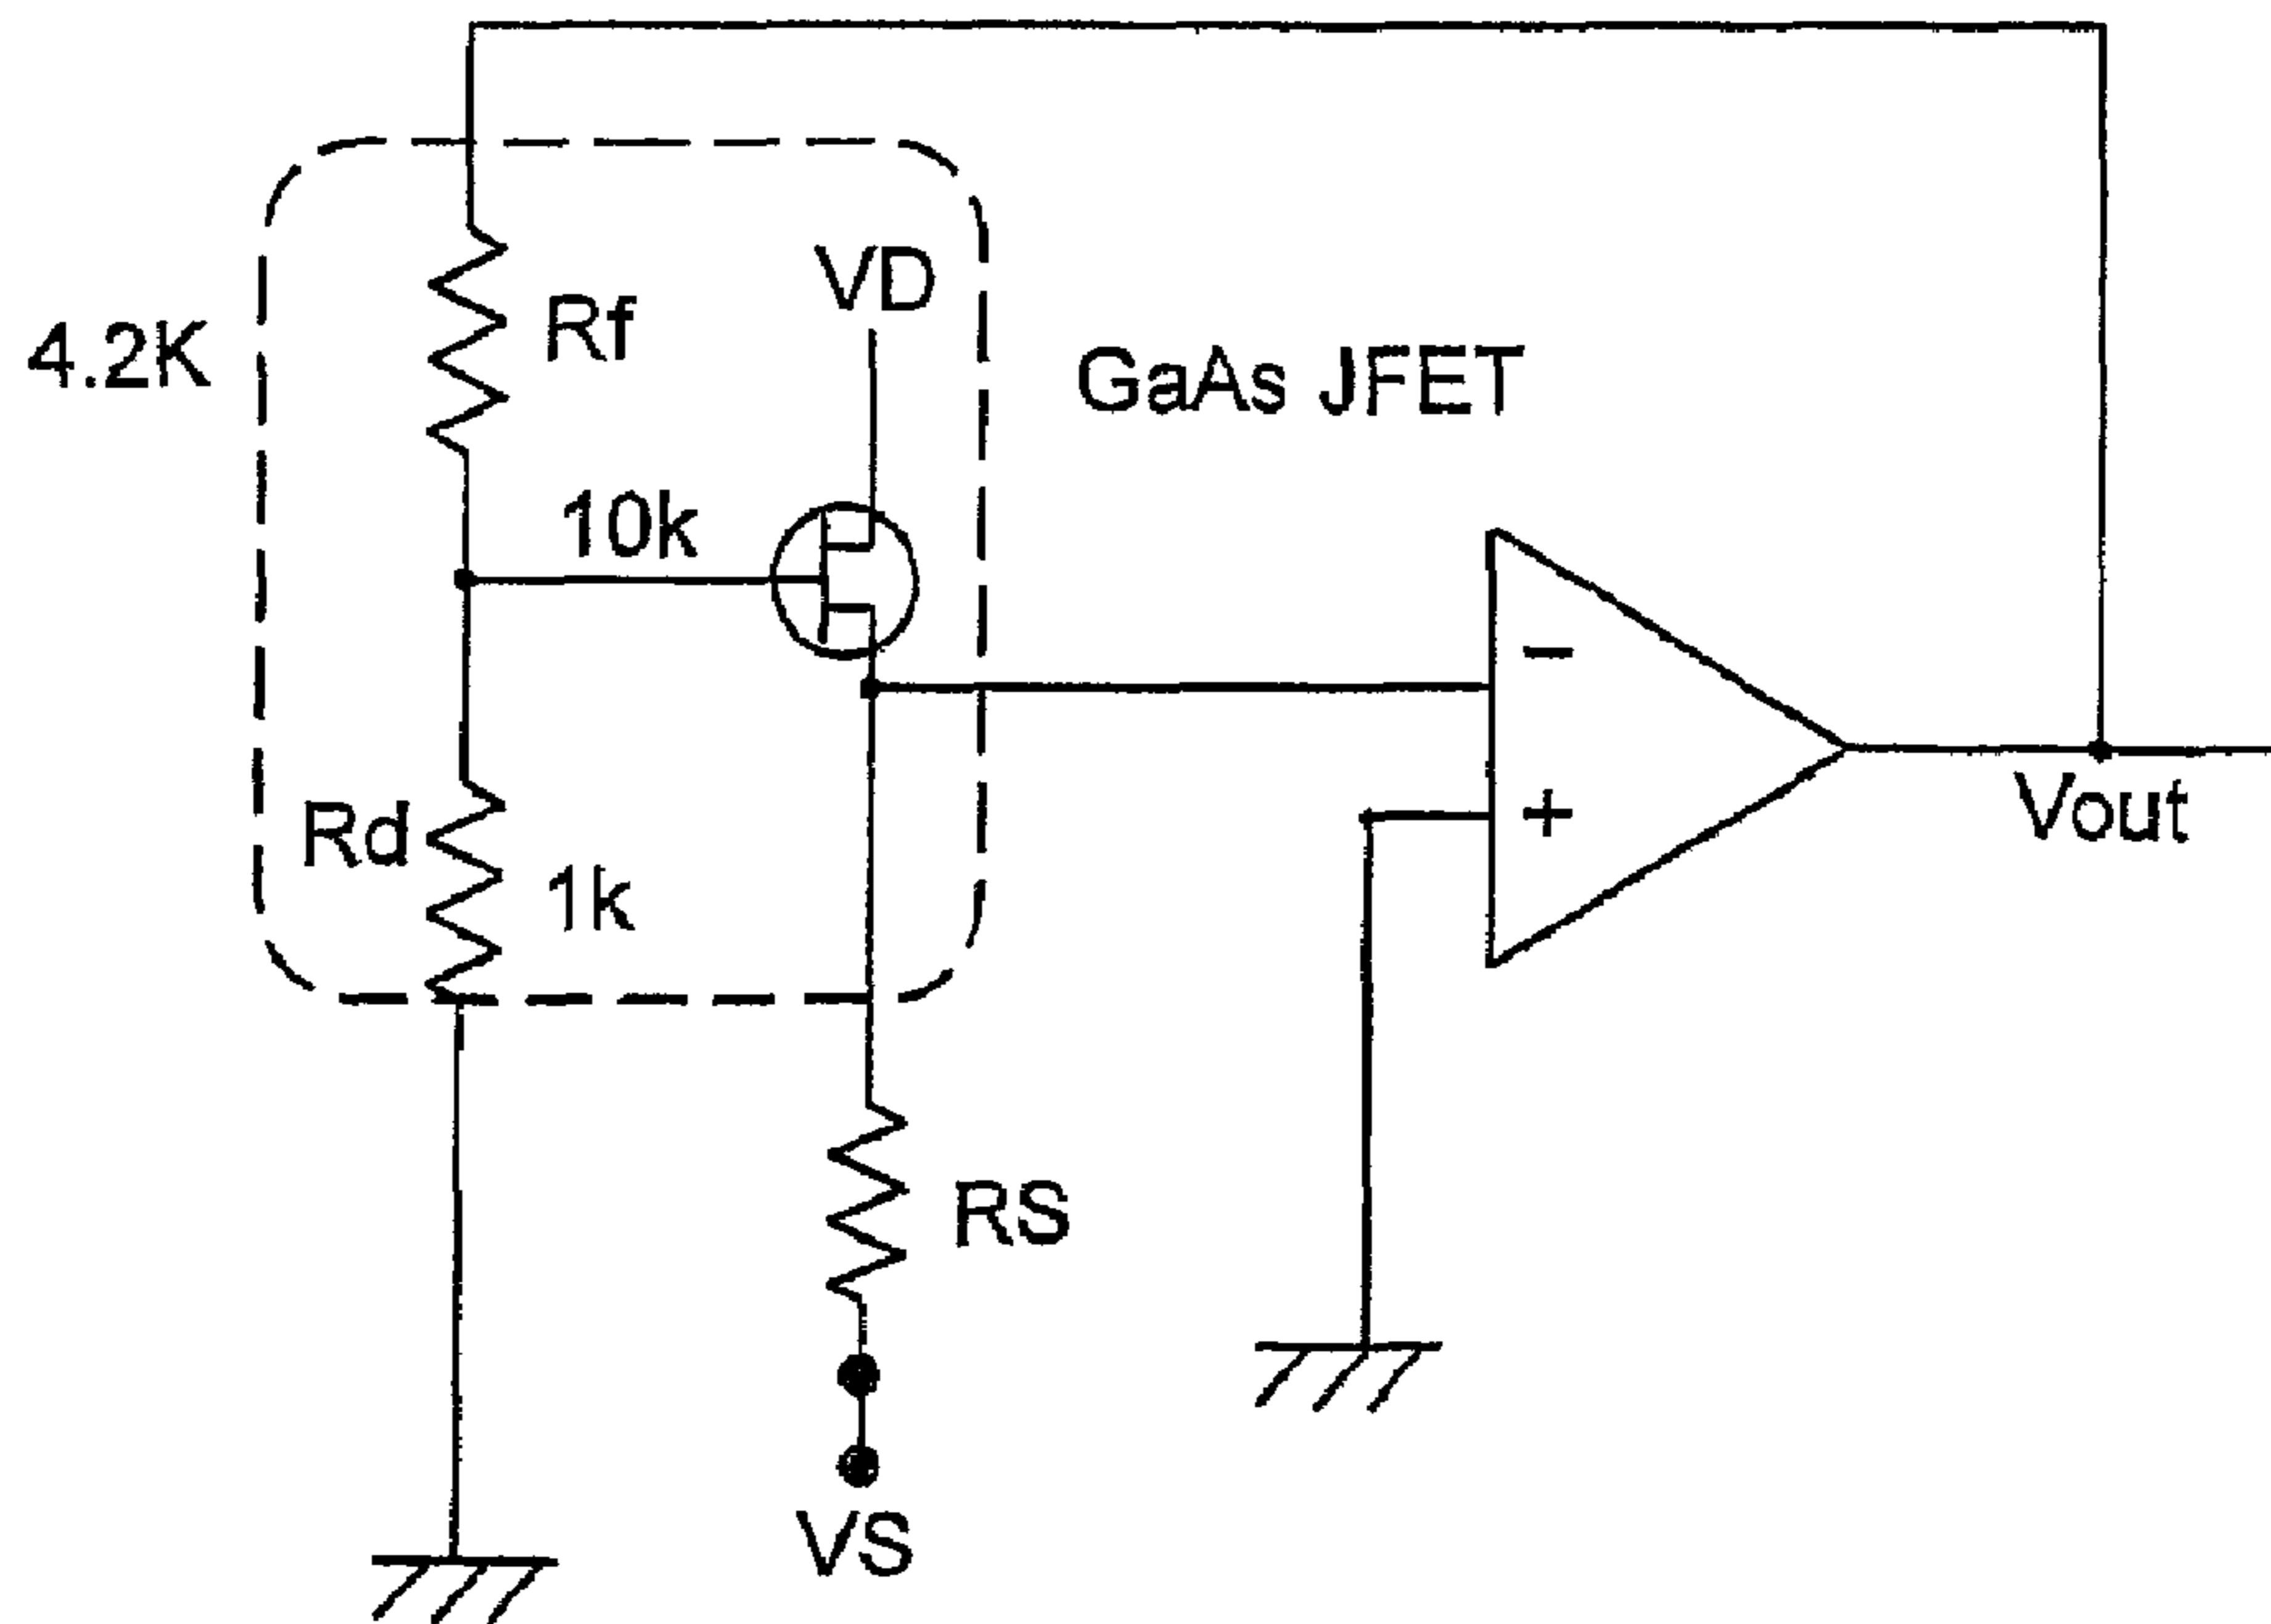 VD
4.2K
Rf
GaAs JFET
10k
−
Rd
+
Vout
1k
RS
VS